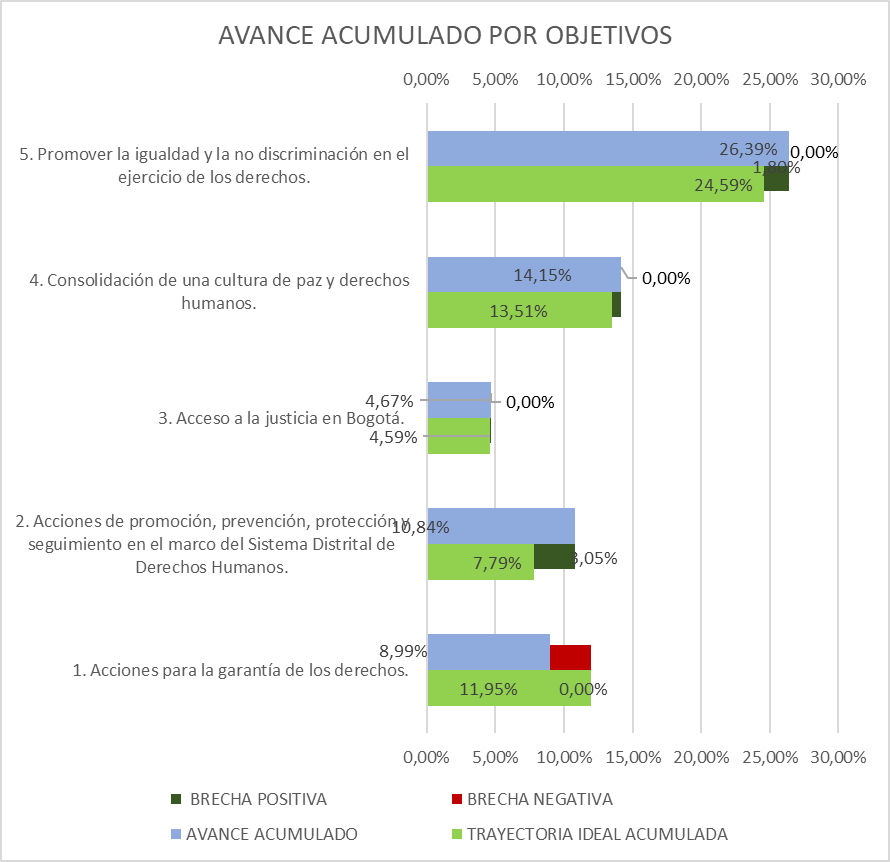 AVANCE ACUMULADO POR OBJETIVOS
0,00% 5,00% 10,00% 15,00% 20,00% 25,00% 30,00%
5. Promover la igualdad y la no discriminación en el
ejercicio de los derechos.
26,39%
0,00%
1,80%
24,59%
4. Consolidación de una cultura de paz y derechos
humanos.
14,15%
0,00%
13,51%
3. Acceso a la justicia en Bogotá.
4,67%
0,00%
4,59%
2. Acciones de promoción, prevención, protección y
seguimiento en el marco del Sistema Distrital de
Derechos Humanos.
10,84%
7,79%
3,05%
1. Acciones para la garantía de los derechos.
8,99%
11,95%
0,00%
0,00% 5,00% 10,00% 15,00% 20,00% 25,00% 30,00%
BRECHA POSITIVA
BRECHA NEGATIVA
AVANCE ACUMULADO
TRAYECTORIA IDEAL ACUMULADA